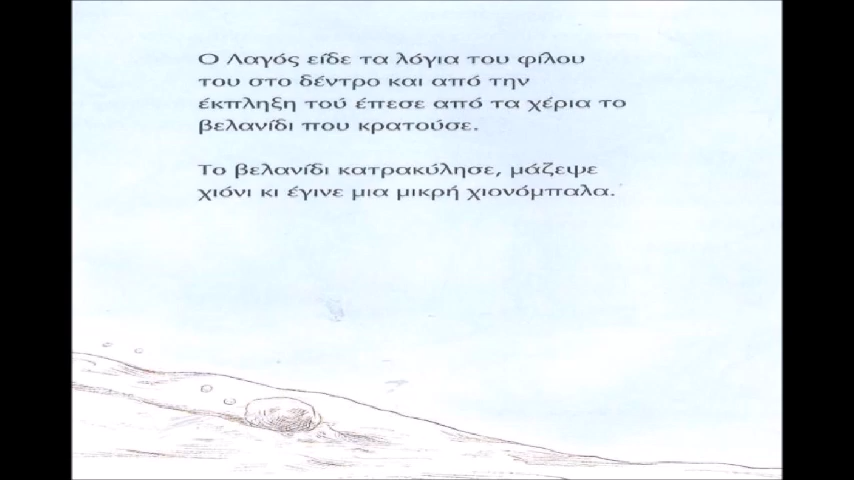 Ο Λαγός είδε τα λόγια του φίλου
του στο δέντρο και από την
έκπληξη τού έπεσε από τα χέρια το
βελανίδι που κρατούσε.
Το βελανίδι κατρακύλησε, μάζεψε
χιόνι κι έγινε μια μικρή χιονόμπαλα.